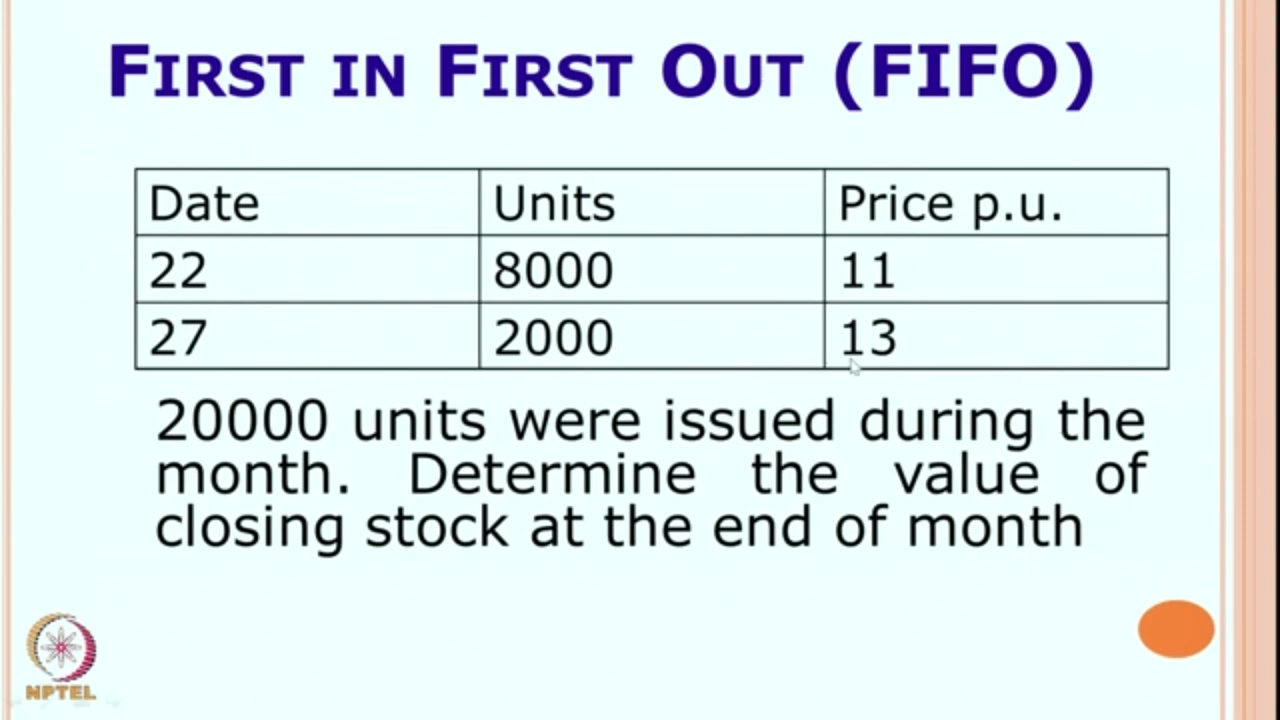 FIRST IN FIRST OUT (FIFO)
Date Units Price p.u.
22 8000 11
27 2000 13
20000 units were issued during the
month. Determine the value of
closing stock at the end of month
NPTEL